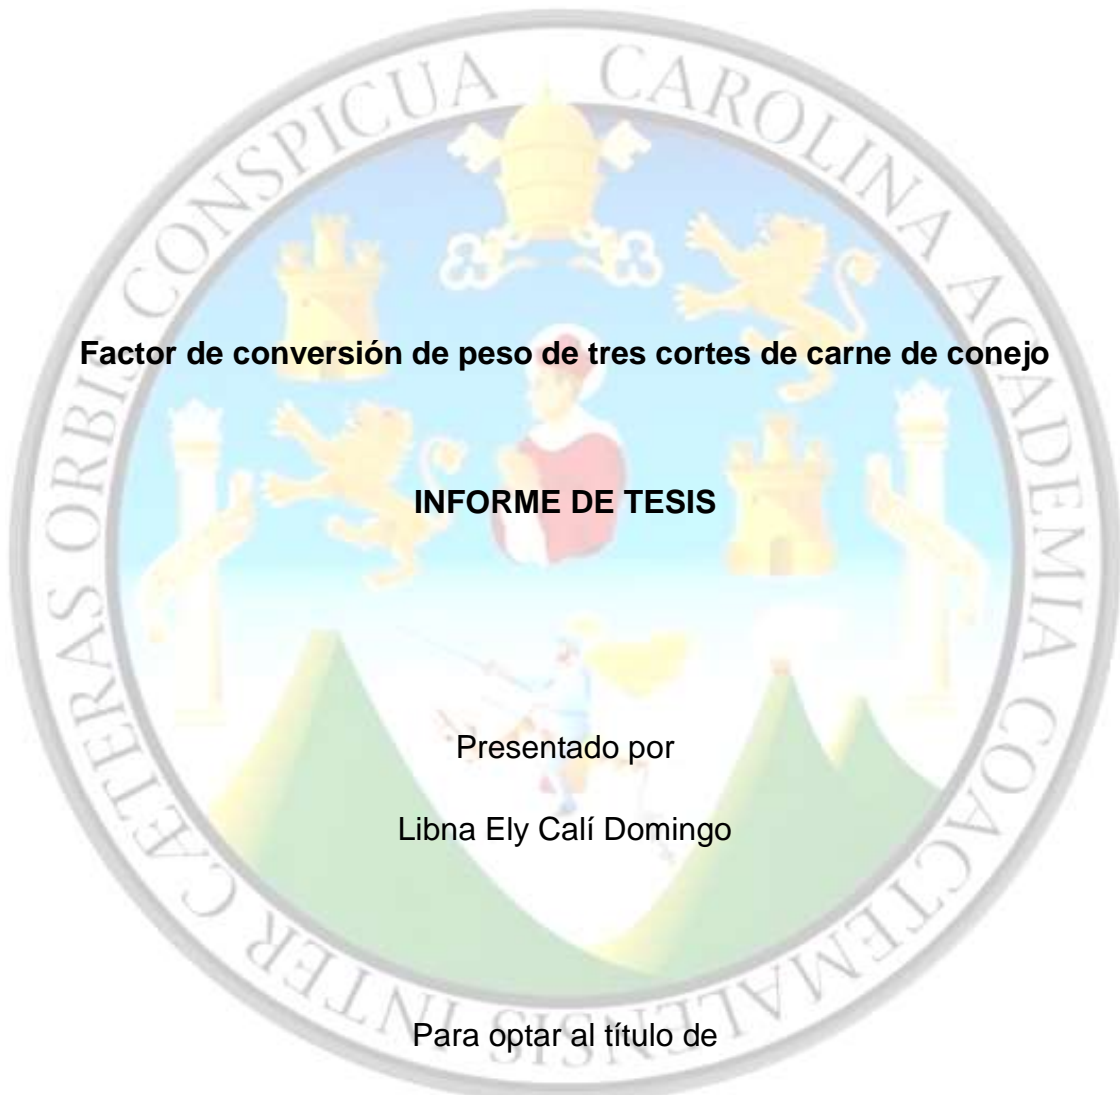 CAROLINA ACADEMIA COACTEMALENSIS INTER CÆTERAS ORBIS CONSPICUA
Factor de conversión de peso de tres cortes de carne de conejo
INFORME DE TESIS
Presentado por
Libna Ely Calí Domingo
Para optar al título de